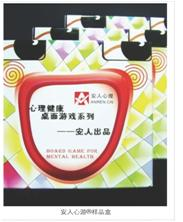 安人心理
ANREN.CN
心理健康
桌面游戏系列
——安人出品
BOARD GAME FOR
MENTAL HEALTH
安人心游®样品盒